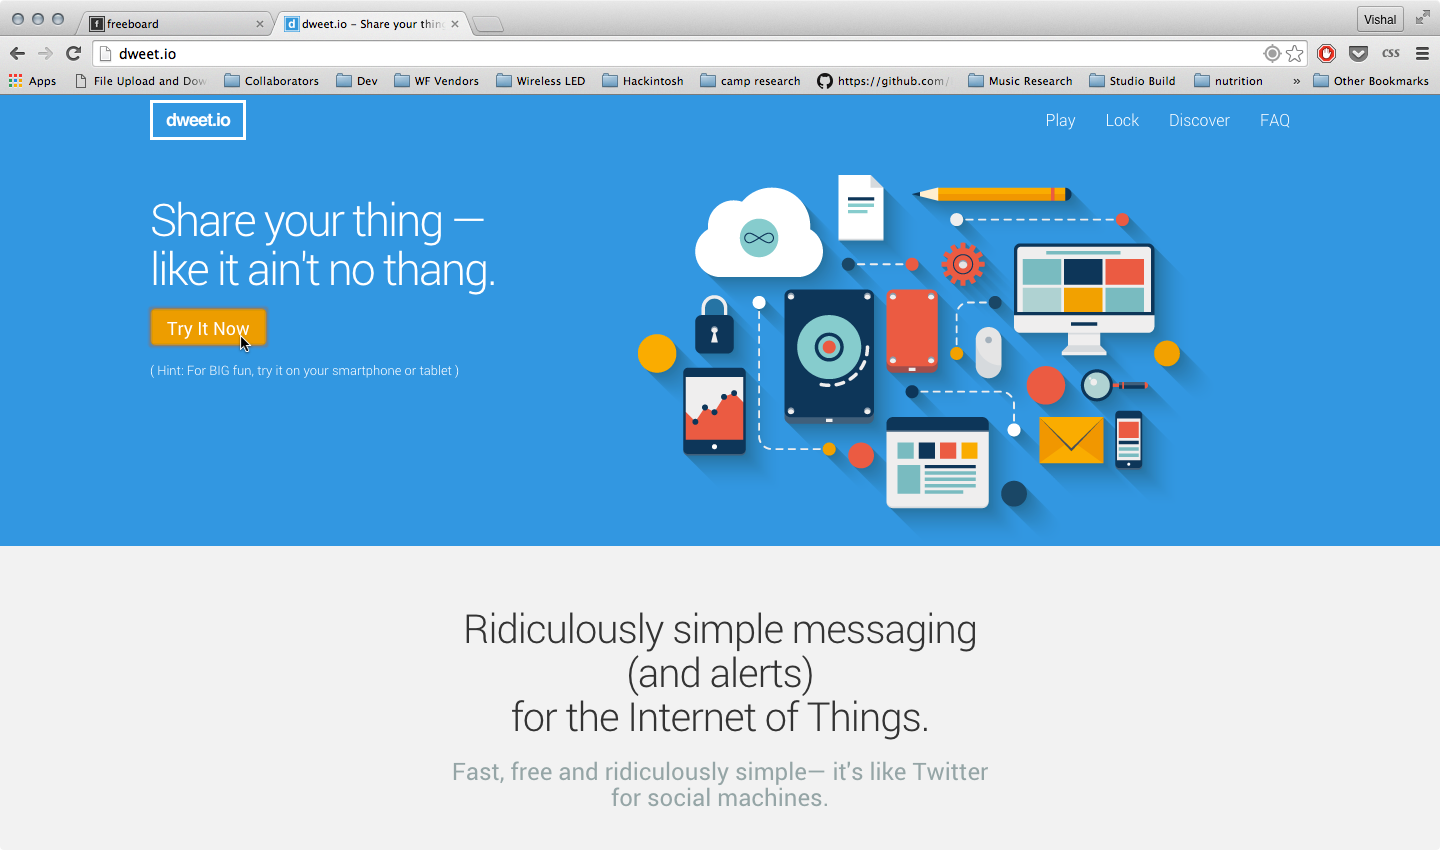 freeboard
dweet.io – Share your thin
Vishal
dweet.io
css
Apps
File Upload and Dow
Collaborators
Dev
WF Vendors
Wireless LED
Hackintosh
camp research
https://github.com/
Music Research
Studio Build
nutrition
»
Other Bookmarks
dweet.io
Play
Lock
Discover
FAQ
Share your thing —
like it ain't no thang.
Try It Now
( Hint: For BIG fun, try it on your smartphone or tablet )
Ridiculously simple messaging
(and alerts)
for the Internet of Things.
Fast, free and ridiculously simple— it's like Twitter
for social machines.